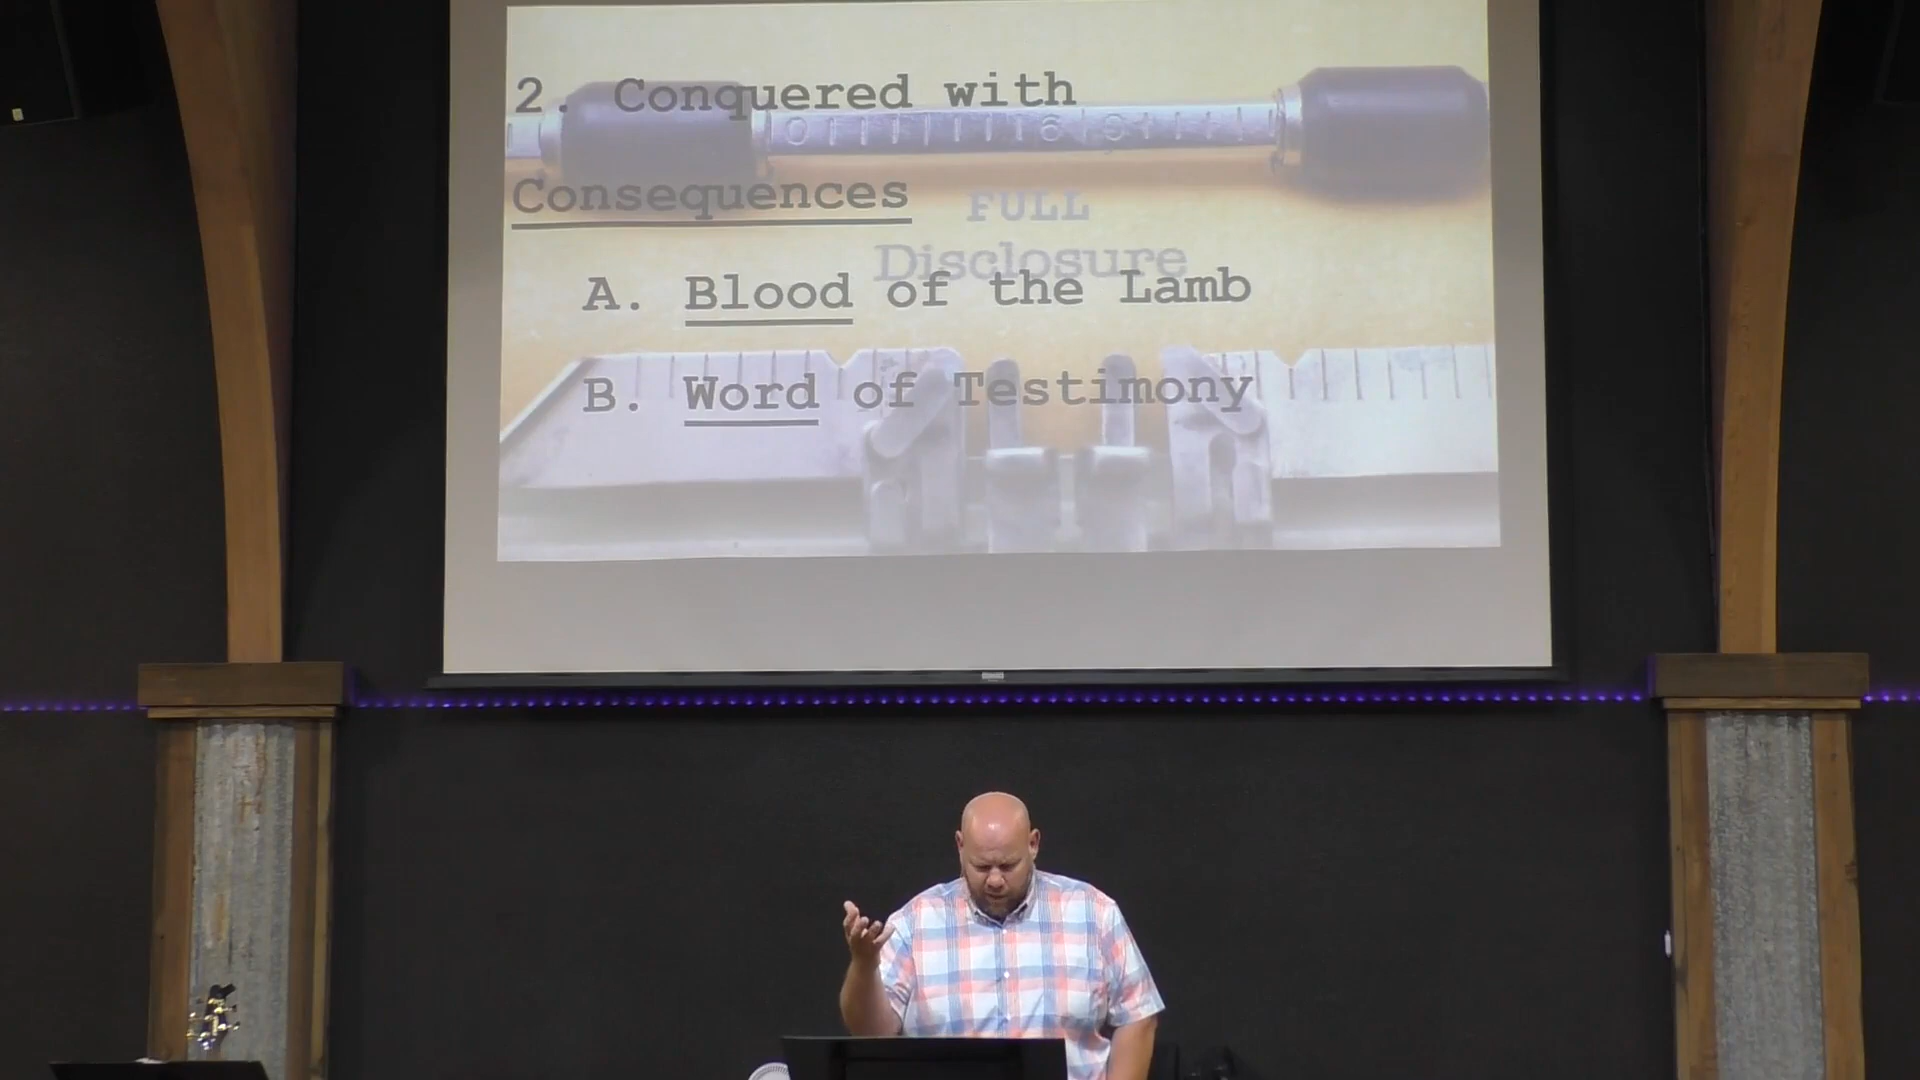 2. Conquered with
Consequences
FULL
Disclosure
A. Blood of the Lamb
B. Word of Testimony